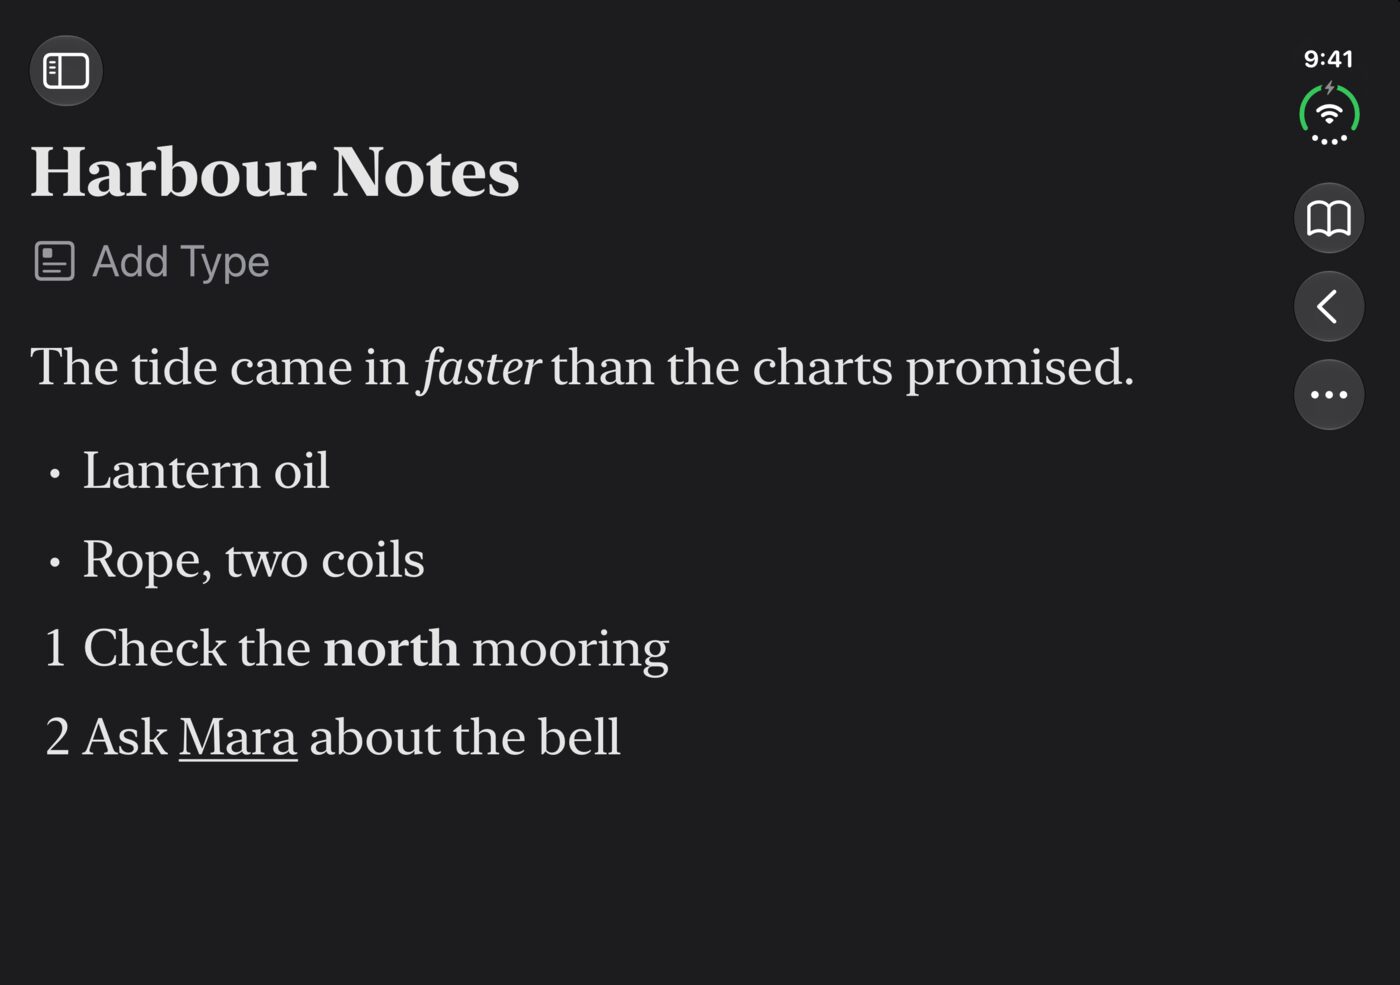 9:41
Harbour Notes
Add Type
The tide came in faster than the charts promised.
• Lantern oil
• Rope, two coils
1 Check the north mooring
2 Ask Mara about the bell